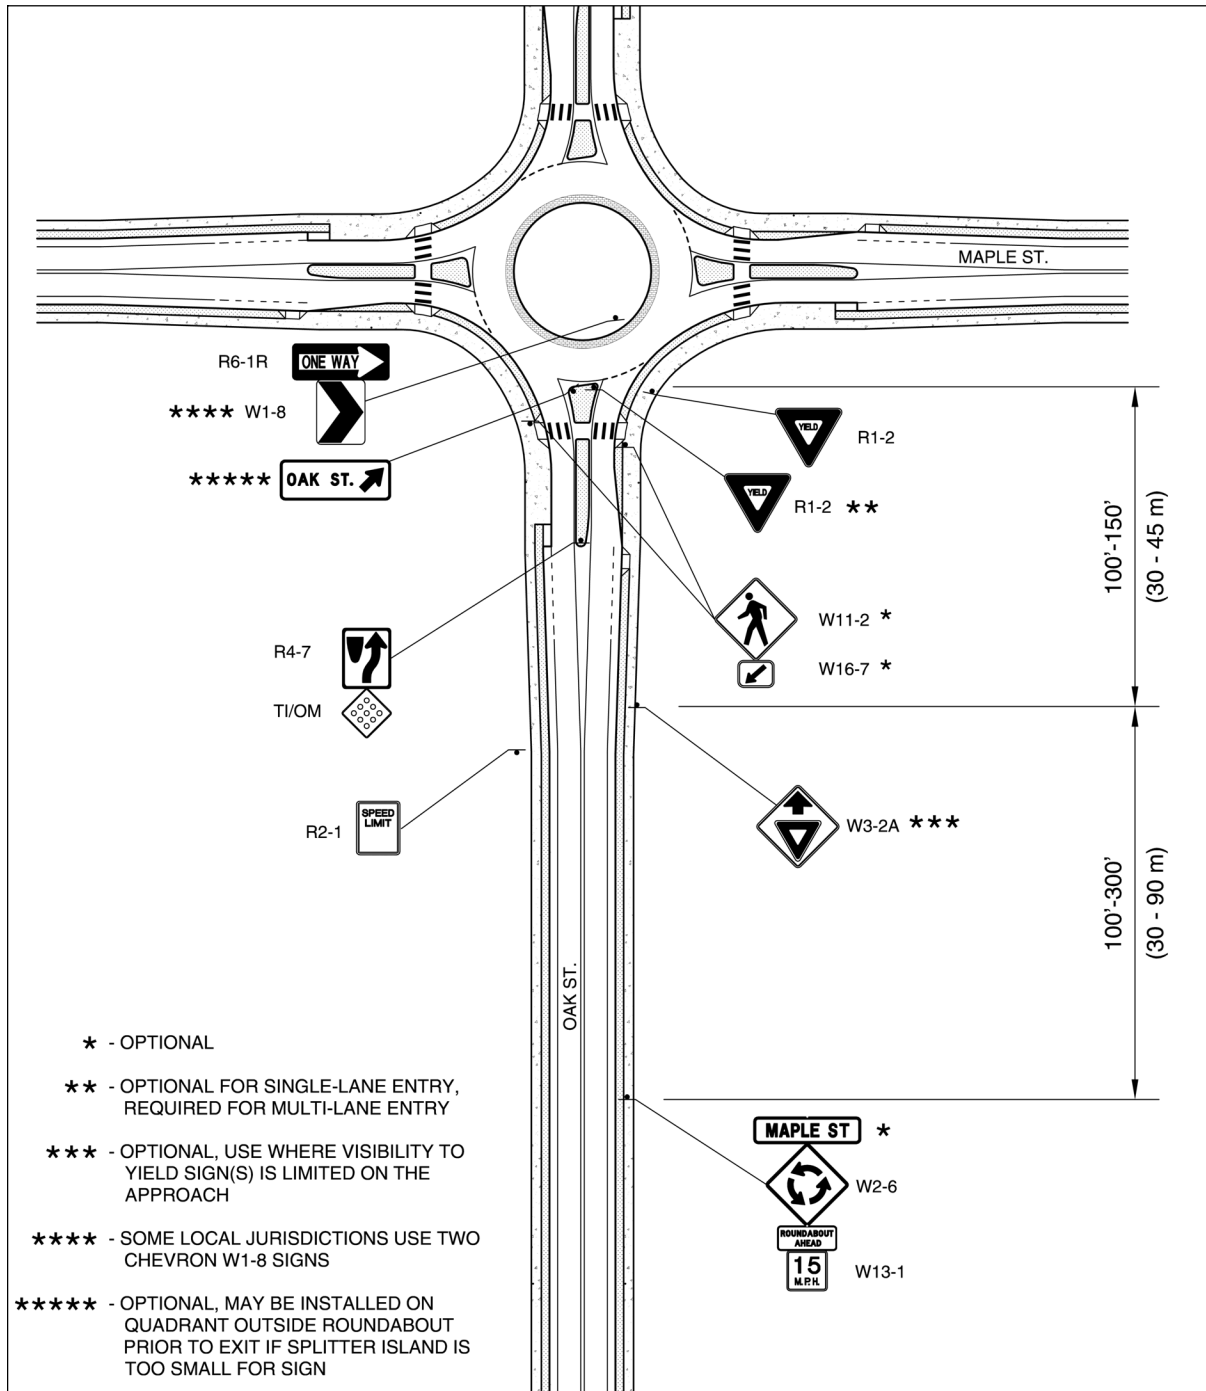 MAPLE ST.
R6-1R
ONE WAY
**** W1-8
***** OAK ST.
YIELD
R1-2
YIELD
R1-2 **
100'-150'
(30 - 45 m)
W11-2 *
W16-7 *
R4-7
TI/OM
R2-1
SPEED
LIMIT
W3-2A ***
100'-300'
(30 - 90 m)
OAK ST.
MAPLE ST *
W2-6
ROUNDABOUT
AHEAD
15
M.P.H.
W13-1
* - OPTIONAL
** - OPTIONAL FOR SINGLE-LANE ENTRY,
REQUIRED FOR MULTI-LANE ENTRY
*** - OPTIONAL, USE WHERE VISIBILITY TO
YIELD SIGN(S) IS LIMITED ON THE
APPROACH
**** - SOME LOCAL JURISDICTIONS USE TWO
CHEVRON W1-8 SIGNS
***** - OPTIONAL, MAY BE INSTALLED ON
QUADRANT OUTSIDE ROUNDABOUT
PRIOR TO EXIT IF SPLITTER ISLAND IS
TOO SMALL FOR SIGN